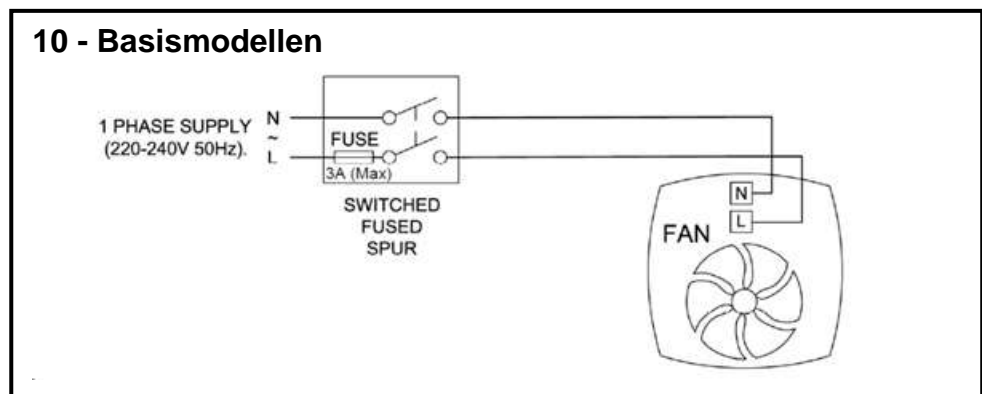 10 - Basismodellen
1 PHASE SUPPLY
(220-240V 50Hz).
N
~
L
FUSE
3A (Max)
SWITCHED
FUSED
SPUR
N
L
FAN